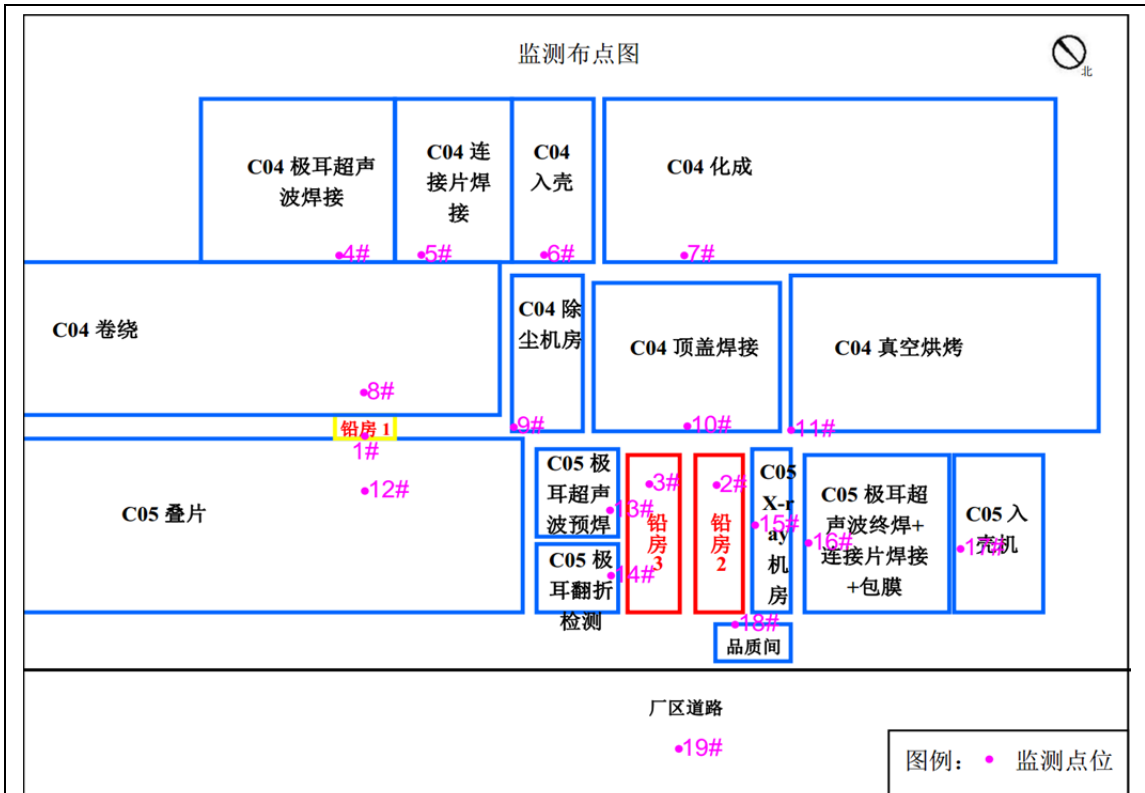 监测布点图
北
C04 极耳超声
波焊接
C04 连
接片焊
接
C04
入壳
C04 化成
4#
5#
6#
7#
C04 卷绕
C04 除
尘机房
C04 顶盖焊接
C04 真空烘烤
8#
9#
10#
11#
铅房 1
1#
C05 叠片
12#
C05 极
耳超声
波预焊
13#
C05 极
耳翻折
检测
14#
3#
铅
房
3
2#
铅
房
2
C05
X-r
ay
机
房
15#
C05 极耳超
声波终焊+
连接片焊接
+包膜
16#
C05 入
壳机
17#
18#
品质间
厂区道路
19#
图例： 监测点位